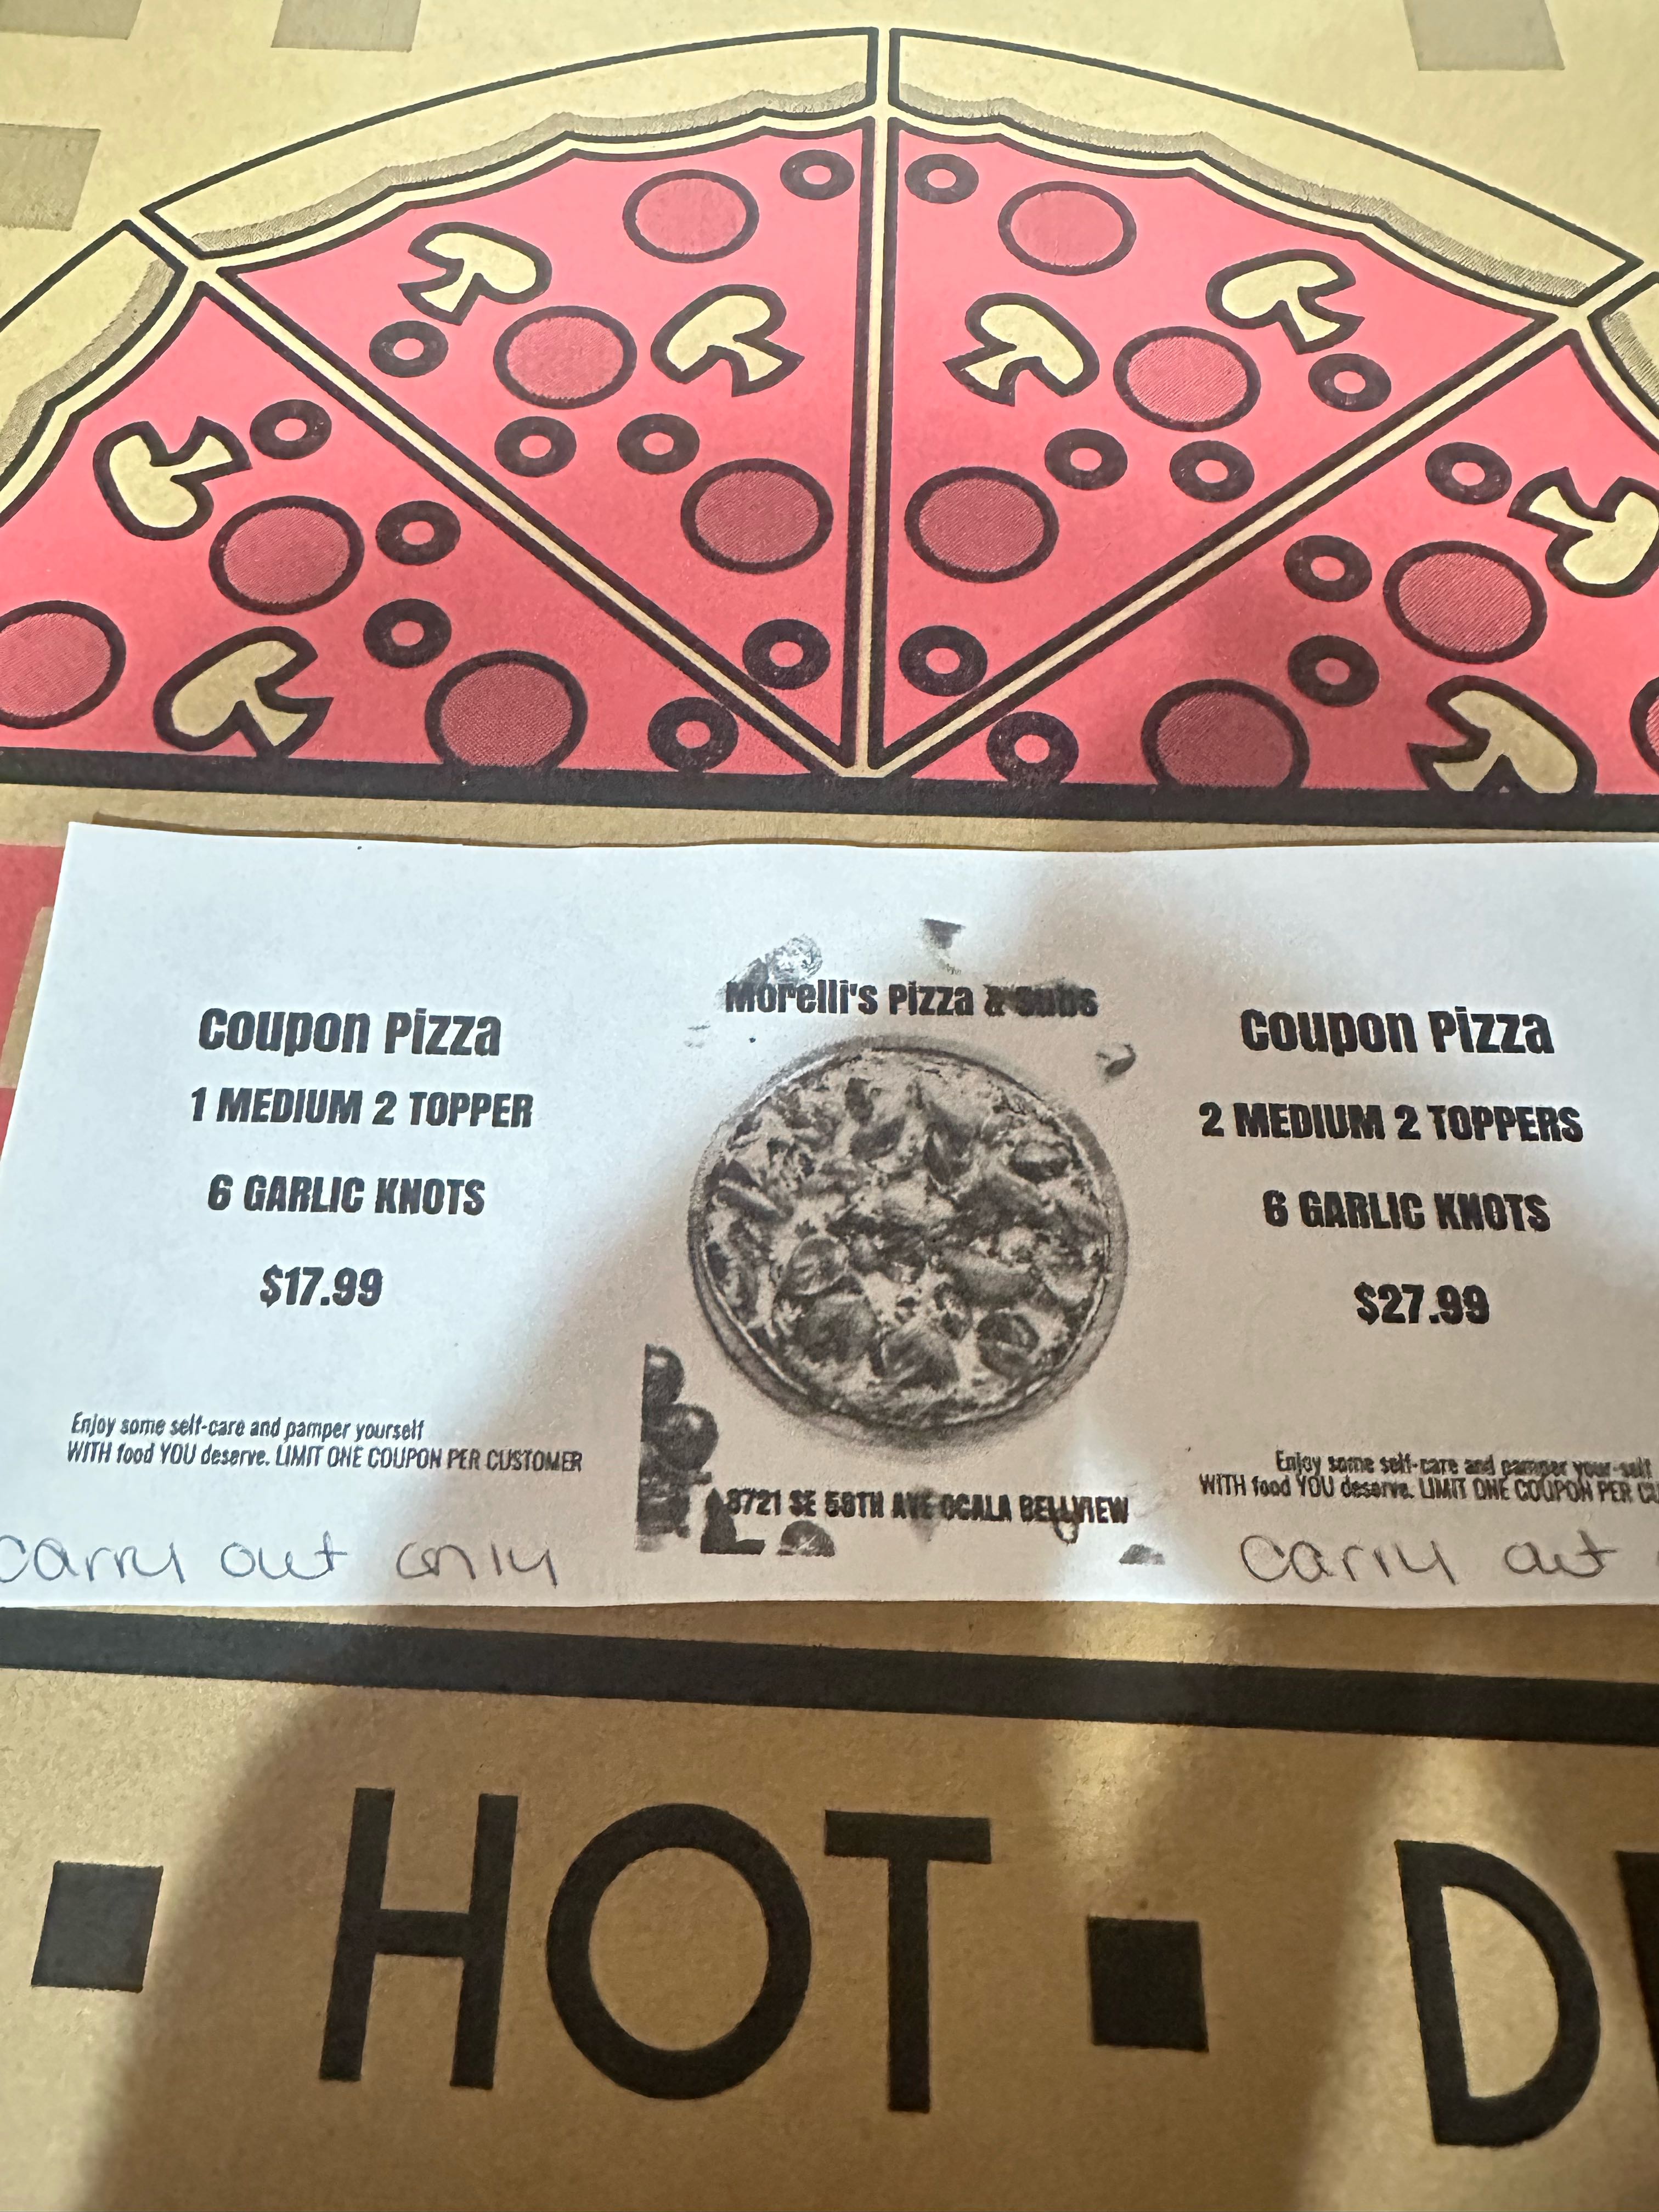 Morelli's Pizza & Subs
Coupon Pizza
1 MEDIUM 2 TOPPER
6 GARLIC KNOTS
$17.99
Enjoy some self-care and pamper yourself
WITH food YOU deserve. LIMIT ONE COUPON PER CUSTOMER
carry out only
8721 SE 58TH AVE OCALA BELLVIEW
Coupon Pizza
2 MEDIUM 2 TOPPERS
6 GARLIC KNOTS
$27.99
Enjoy some self-care and pamper your-self
WITH food YOU deserve. LIMIT ONE COUPON PER CU
carry out
HOT D